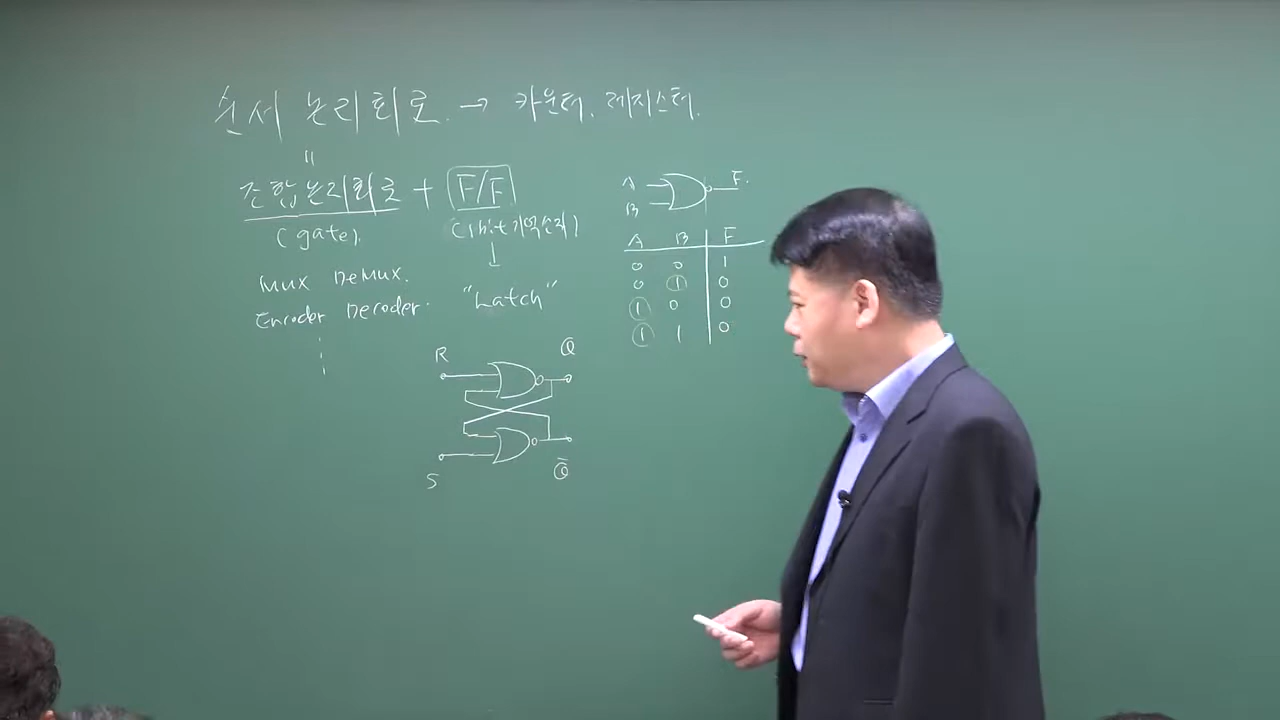 순서 논리회로. → 카운터, 레지스터.
=
조합논리회로 + F/F
(gate). (1bit 기억소자)
↓
Mux DeMux.
Encoder Decoder.
⋮
"Latch"
R Q
S Q̄
A F.
B
A B F
0 0 1
0 1 0
1 0 0
1 1 0